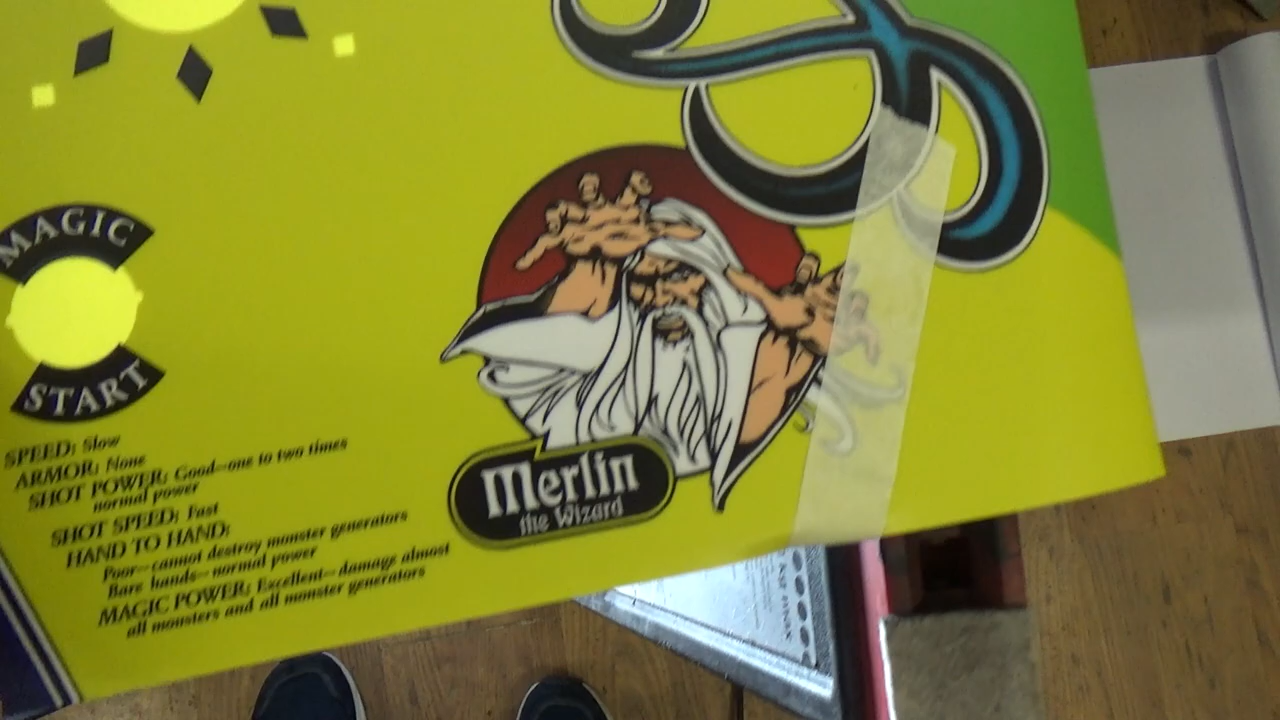 MAGIC
START
SPEED: Slow
ARMOR: None
SHOT POWER: Good—one to two times
normal power
SHOT SPEED: Fast
HAND TO HAND:
Poor—cannot destroy monster generators
Bare hands—normal power
MAGIC POWER: Excellent—damage almost
all monsters and all monster generators
Merlin
the Wizard